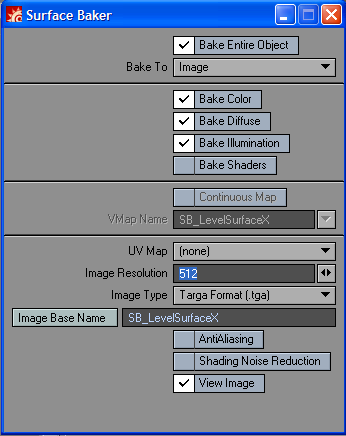 Surface Baker
Bake Entire Object
Bake To Image
Bake Color
Bake Diffuse
Bake Illumination
Bake Shaders
Continuous Map
VMap Name SB_LevelSurfaceX
UV Map (none)
Image Resolution 512
Image Type Targa Format (.tga)
Image Base Name SB_LevelSurfaceX
AntiAliasing
Shading Noise Reduction
View Image